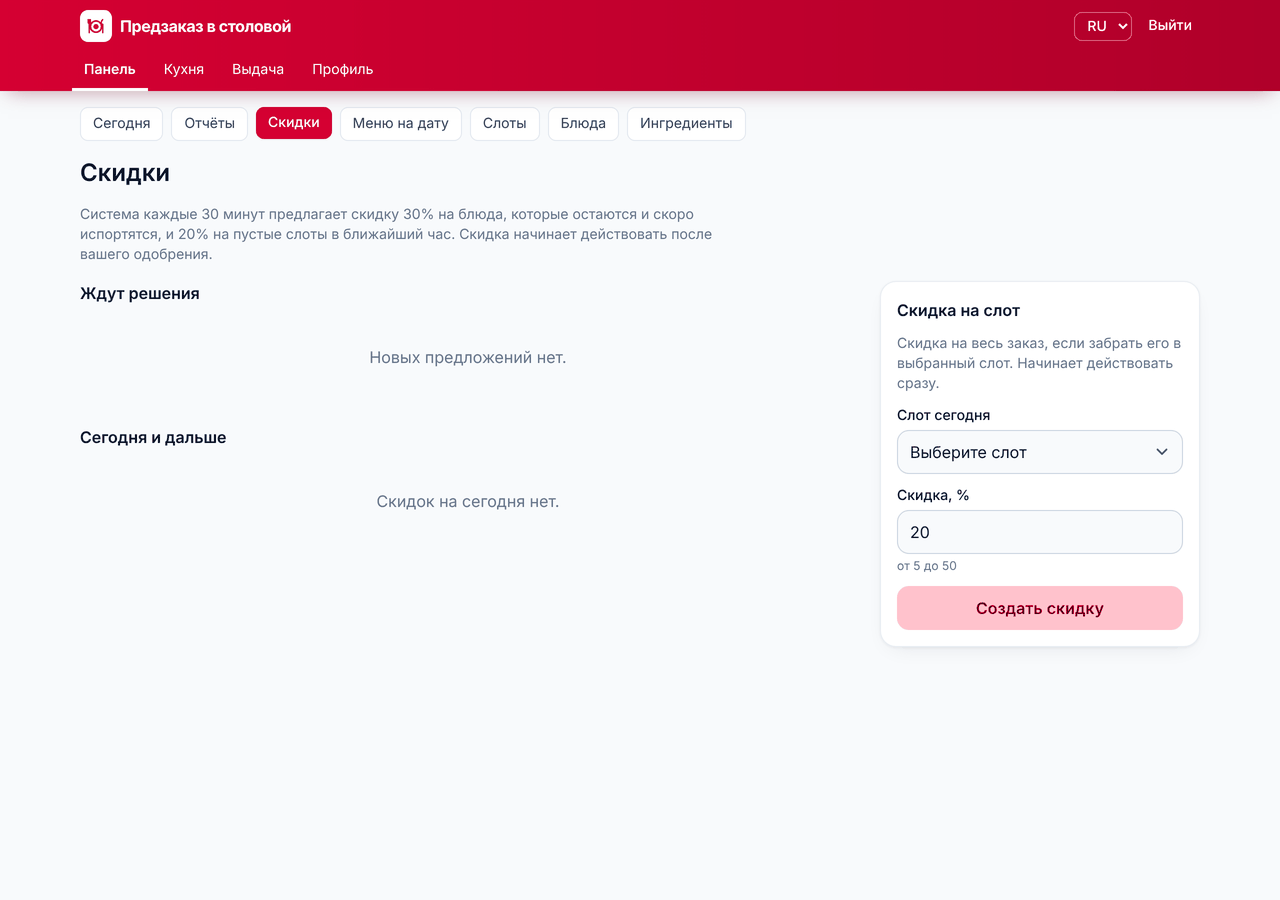 Предзаказ в столовой
RU
Выйти
Панель
Кухня
Выдача
Профиль
Сегодня
Отчёты
Скидки
Меню на дату
Слоты
Блюда
Ингредиенты
Скидки
Система каждые 30 минут предлагает скидку 30% на блюда, которые остаются и скоро
испортятся, и 20% на пустые слоты в ближайший час. Скидка начинает действовать после
вашего одобрения.
Ждут решения
Новых предложений нет.
Сегодня и дальше
Скидок на сегодня нет.
Скидка на слот
Скидка на весь заказ, если забрать его в
выбранный слот. Начинает действовать
сразу.
Слот сегодня
Выберите слот
Скидка, %
20
от 5 до 50
Создать скидку